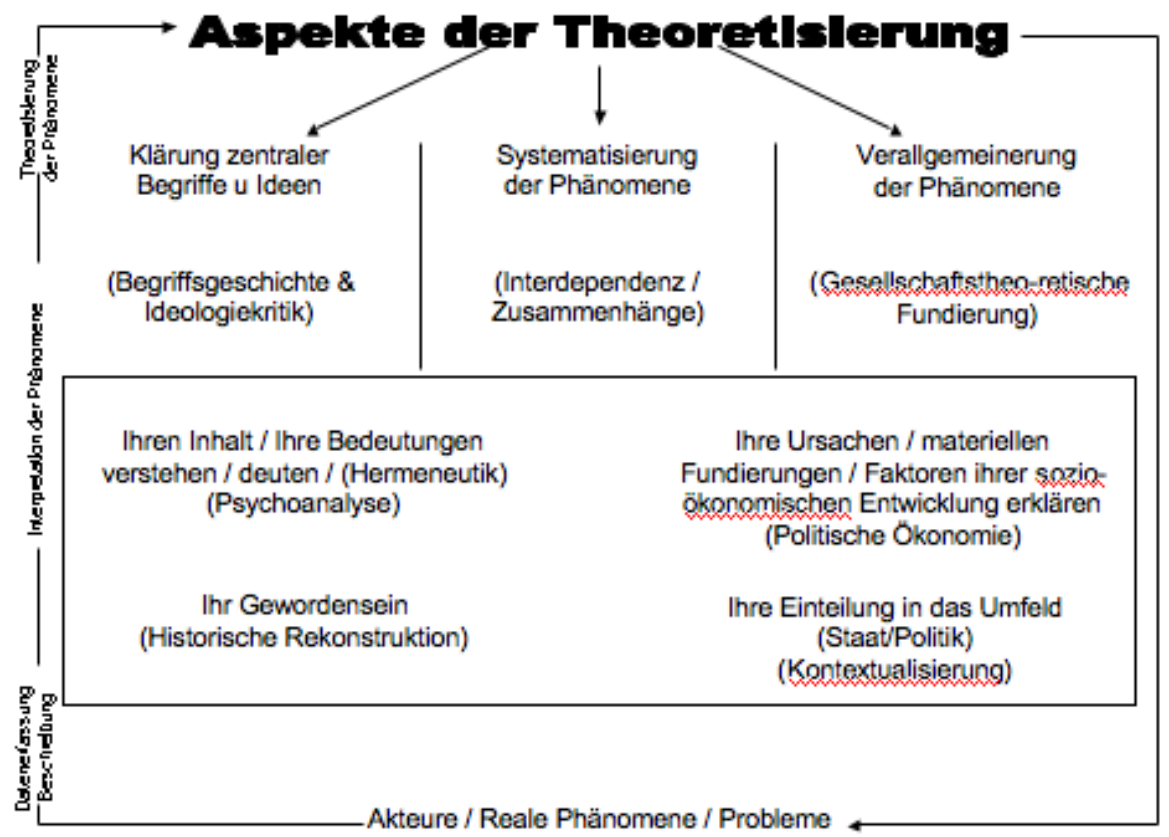 Aspekte der Theoretisierung
Theoretisierung
der Phänomene
Klärung zentraler
Begriffe u Ideen
(Begriffsgeschichte &
Ideologiekritik)
Systematisierung
der Phänomene
(Interdependenz /
Zusammenhänge)
Verallgemeinerung
der Phänomene
(Gesellschaftstheo-retische
Fundierung)
Interpretation der Phänomene
Ihren Inhalt / Ihre Bedeutungen
verstehen / deuten / (Hermeneutik)
(Psychoanalyse)
Ihre Ursachen / materiellen
Fundierungen / Faktoren ihrer sozio-
ökonomischen Entwicklung erklären
(Politische Ökonomie)
Ihr Gewordensein
(Historische Rekonstruktion)
Ihre Einteilung in das Umfeld
(Staat/Politik)
(Kontextualisierung)
Datenerfassung
Beschreibung
Akteure / Reale Phänomene / Probleme